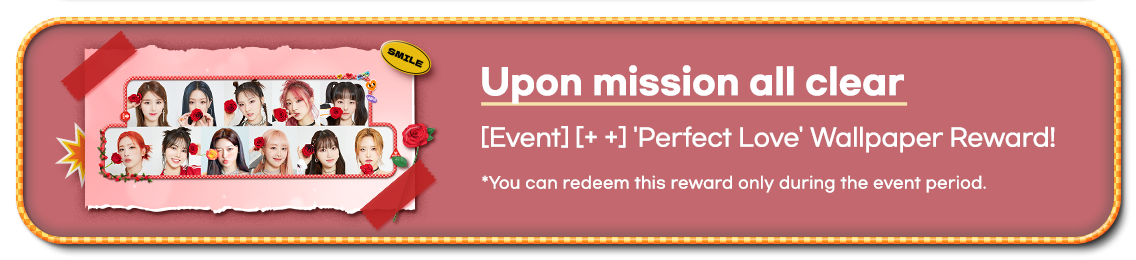 SMILE
Upon mission all clear
[Event] [+ +] 'Perfect Love' Wallpaper Reward!
*You can redeem this reward only during the event period.